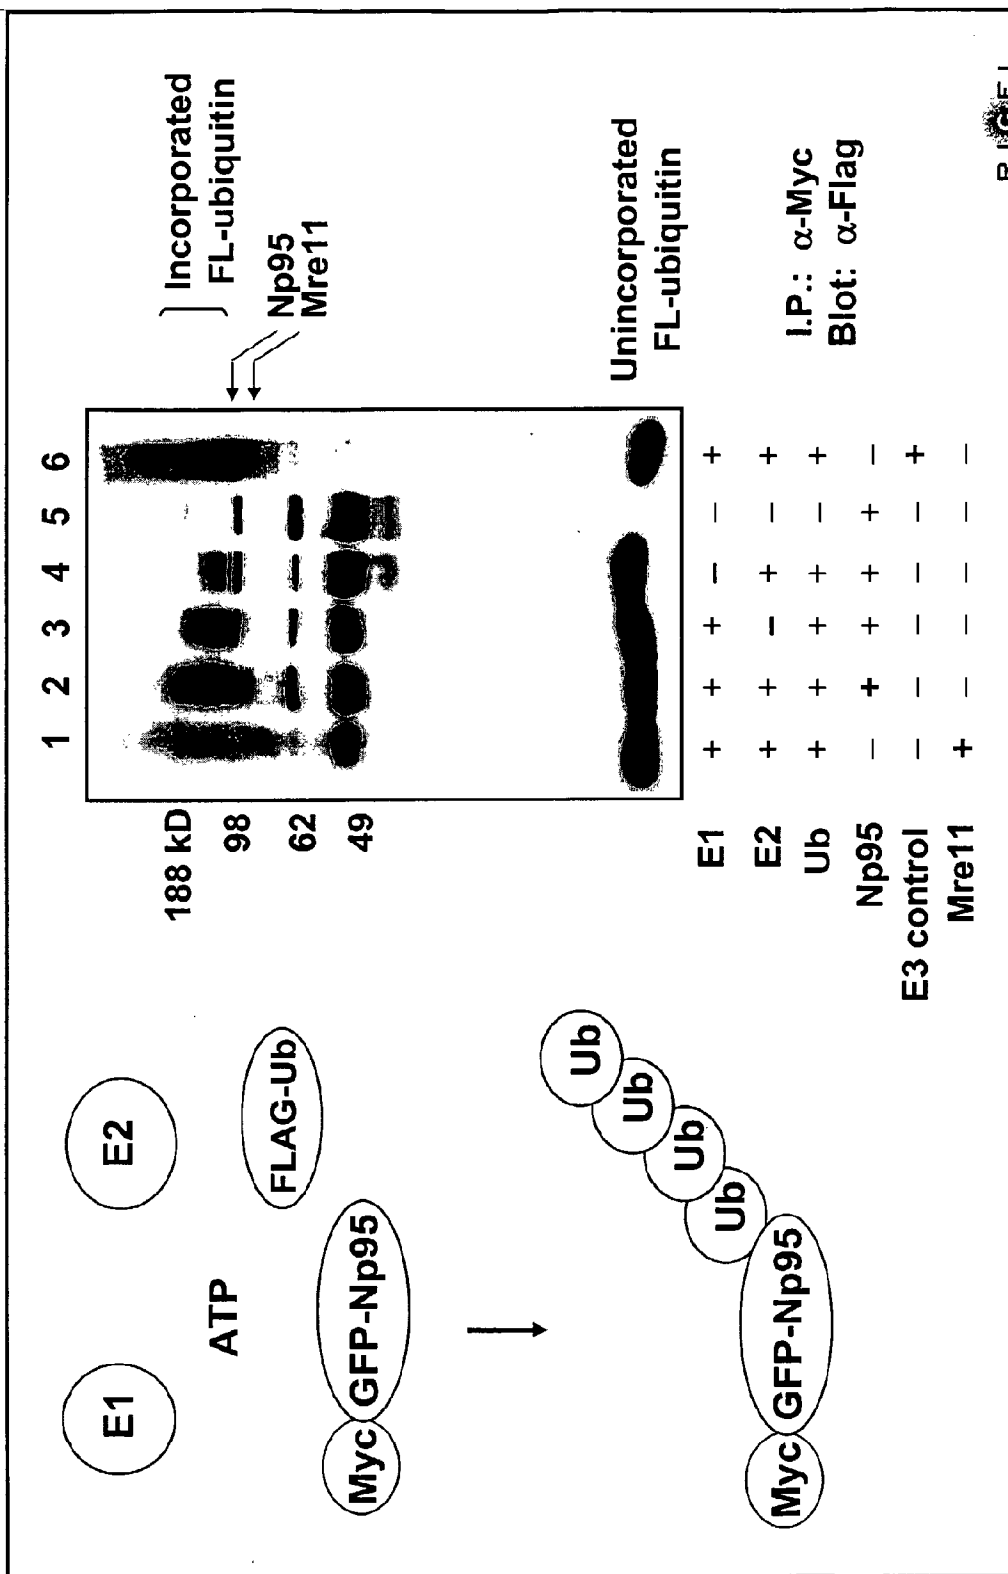 E1
E2
ATP
FLAG-Ub
Myc
GFP-Np95
Ub
Ub
Ub
Ub
Myc
GFP-Np95
1 2 3 4 5 6
188 kD
98
62
49
Incorporated
FL-ubiquitin
Np95
Mre11
Unincorporated
FL-ubiquitin
E1 + + + − − +
E2 + + − + − +
Ub + + + + − +
Np95 − + + + + −
E3 control − − − − − +
Mre11 + − − − − −
I.P.: α-Myc
Blot: α-Flag